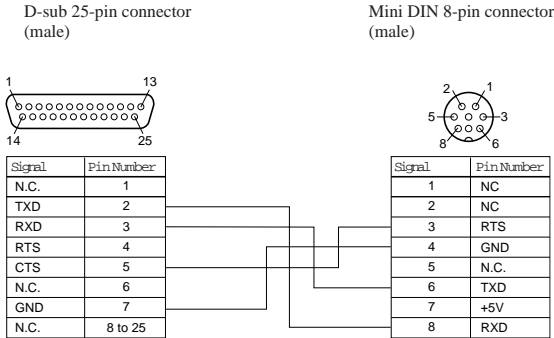 D-sub 25-pin connector
(male)
Mini DIN 8-pin connector
(male)
1 13
14 25
2 1
5 3
8 6
Signal Pin Number
N.C. 1
TXD 2
RXD 3
RTS 4
CTS 5
N.C. 6
GND 7
N.C. 8 to 25
Signal Pin Number
1 NC
2 NC
3 RTS
4 GND
5 N.C.
6 TXD
7 +5V
8 RXD